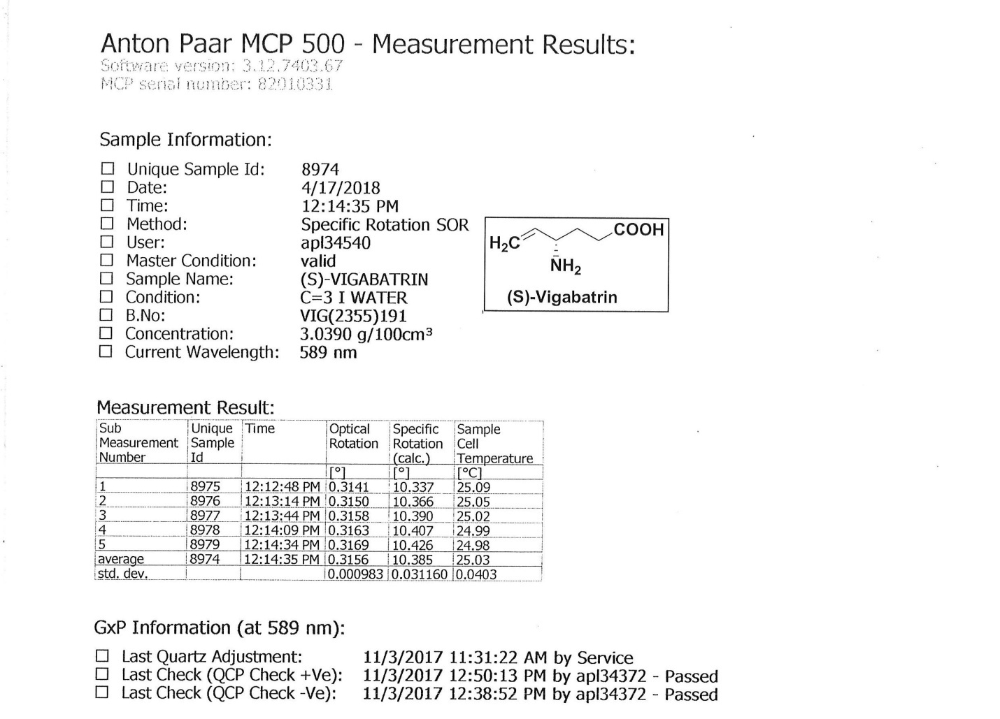 Anton Paar MCP 500 - Measurement Results:
Software version: 3.12.7403.67
MCP serial number: 82010331
Sample Information:
☐ Unique Sample Id: 8974
☐ Date: 4/17/2018
☐ Time: 12:14:35 PM
☐ Method: Specific Rotation SOR
☐ User: apl34540
☐ Master Condition: valid
☐ Sample Name: (S)-VIGABATRIN
☐ Condition: C=3 I WATER
☐ B.No: VIG(2355)191
☐ Concentration: 3.0390 g/100cm³
☐ Current Wavelength: 589 nm
COOH
H₂C
NH₂
(S)-Vigabatrin
Measurement Result:
Sub Unique Time Optical Specific Sample
Measurement Sample Rotation Rotation Cell
Number Id (calc.) Temperature
[°] [°] [°C]
1 8975 12:12:48 PM 0.3141 10.337 25.09
2 8976 12:13:14 PM 0.3150 10.366 25.05
3 8977 12:13:44 PM 0.3158 10.390 25.02
4 8978 12:14:09 PM 0.3163 10.407 24.99
5 8979 12:14:34 PM 0.3169 10.426 24.98
average 8974 12:14:35 PM 0.3156 10.385 25.03
std. dev. 0.000983 0.031160 0.0403
GxP Information (at 589 nm):
☐ Last Quartz Adjustment: 11/3/2017 11:31:22 AM by Service
☐ Last Check (QCP Check +Ve): 11/3/2017 12:50:13 PM by apl34372 - Passed
☐ Last Check (QCP Check -Ve): 11/3/2017 12:38:52 PM by apl34372 - Passed